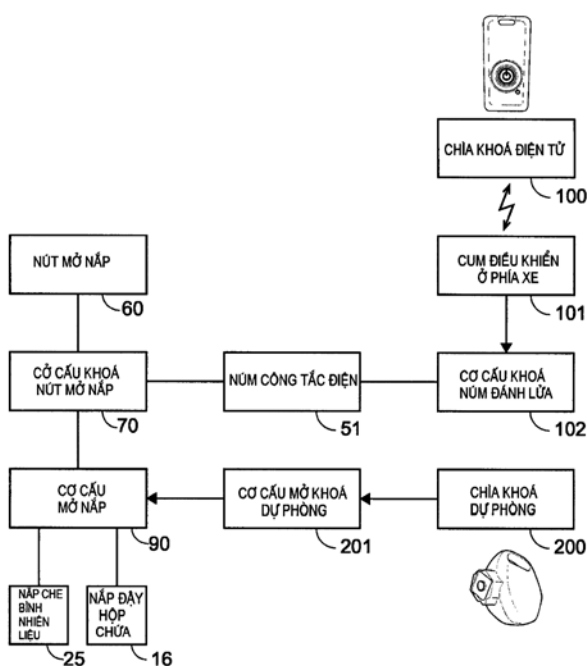 CHÌA KHOÁ ĐIỆN TỬ
100
CUM ĐIỀU KHIỂN
Ở PHÍA XE
101
NÚT MỞ NẮP
60
CỞ CẤU KHOÁ
NÚT MỞ NẮP
70
NÚM CÔNG TẮC ĐIỆN
51
CƠ CẤU KHOÁ
NÚM ĐÁNH LỬA
102
CƠ CẤU
MỞ NẮP
90
CƠ CẤU MỞ KHOÁ
DỰ PHÒNG
201
CHÌA KHOÁ
DỰ PHÒNG
200
NẮP CHE
BÌNH
NHIÊN
LIỆU
25
NẮP ĐẬY
HỘP
CHỨA
16